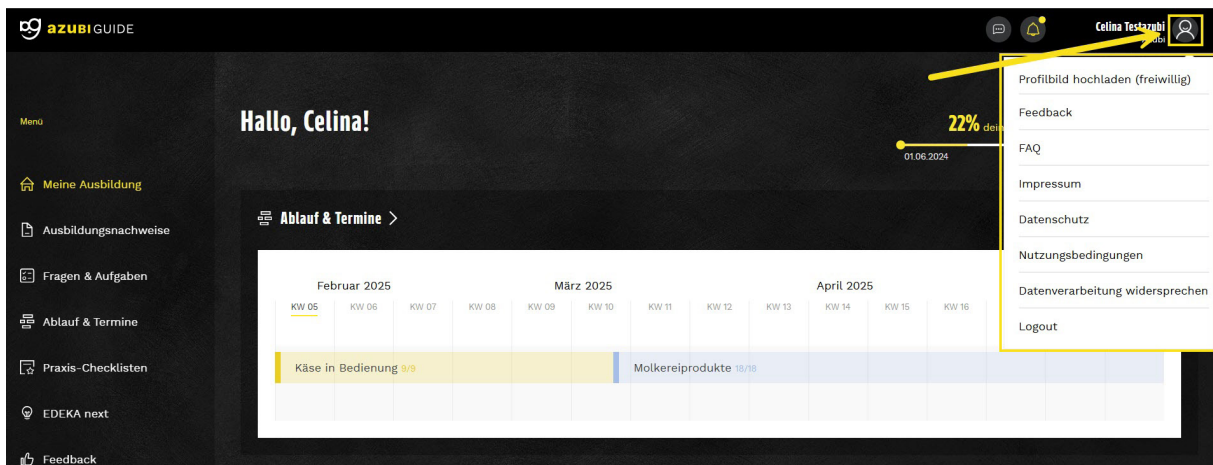 azubiGUIDE
Celina Testazubi
Menü
Hallo, Celina!
22%
01.06.2024
Profilbild hochladen (freiwillig)
Feedback
FAQ
Impressum
Datenschutz
Nutzungsbedingungen
Datenverarbeitung widersprechen
Logout
Meine Ausbildung
Ausbildungsnachweise
Fragen & Aufgaben
Ablauf & Termine
Praxis-Checklisten
EDEKA next
Feedback
Ablauf & Termine >
Februar 2025 März 2025 April 2025
KW 05 KW 06 KW 07 KW 08 KW 09 KW 10 KW 11 KW 12 KW 13 KW 14 KW 15 KW 16
Käse in Bedienung 9/9 Molkereiprodukte 18/18